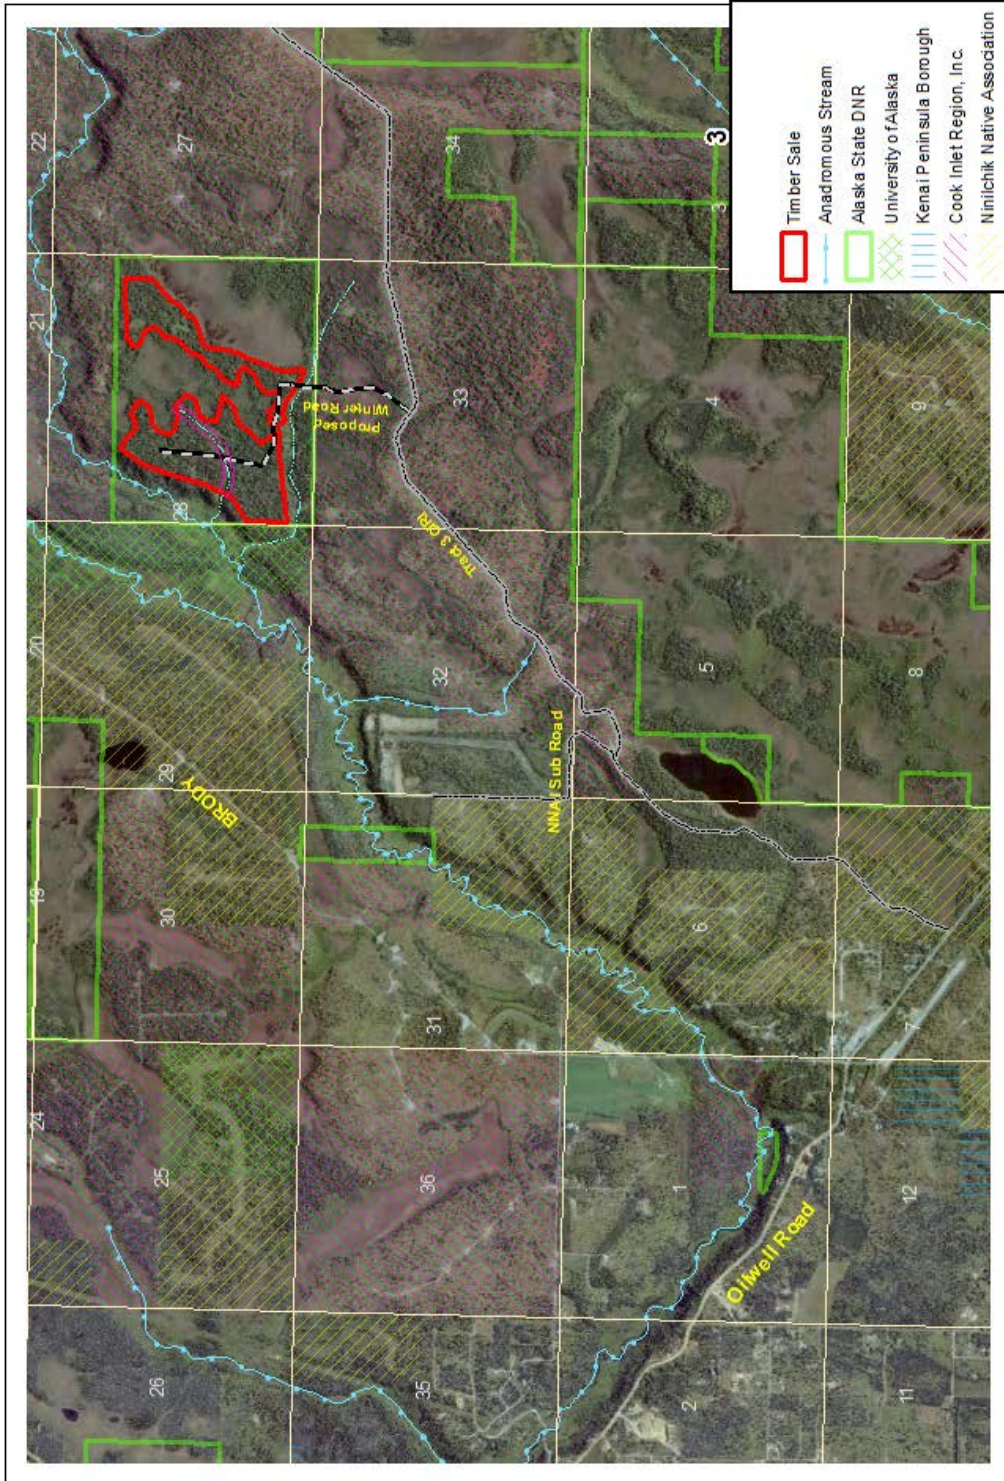 24
19
20
21
22
26
25
30
29
28
27
BRODY
Proposed
Winter Road
Tract 3 CIRI
35
36
31
32
33
34
NNAI Sub Road
2
1
6
5
4
3
Oilwell Road
11
12
7
8
9
3
Timber Sale
Anadromous Stream
Alaska State DNR
University of Alaska
Kenai Peninsula Borough
Cook Inlet Region, Inc.
Ninilchik Native Association